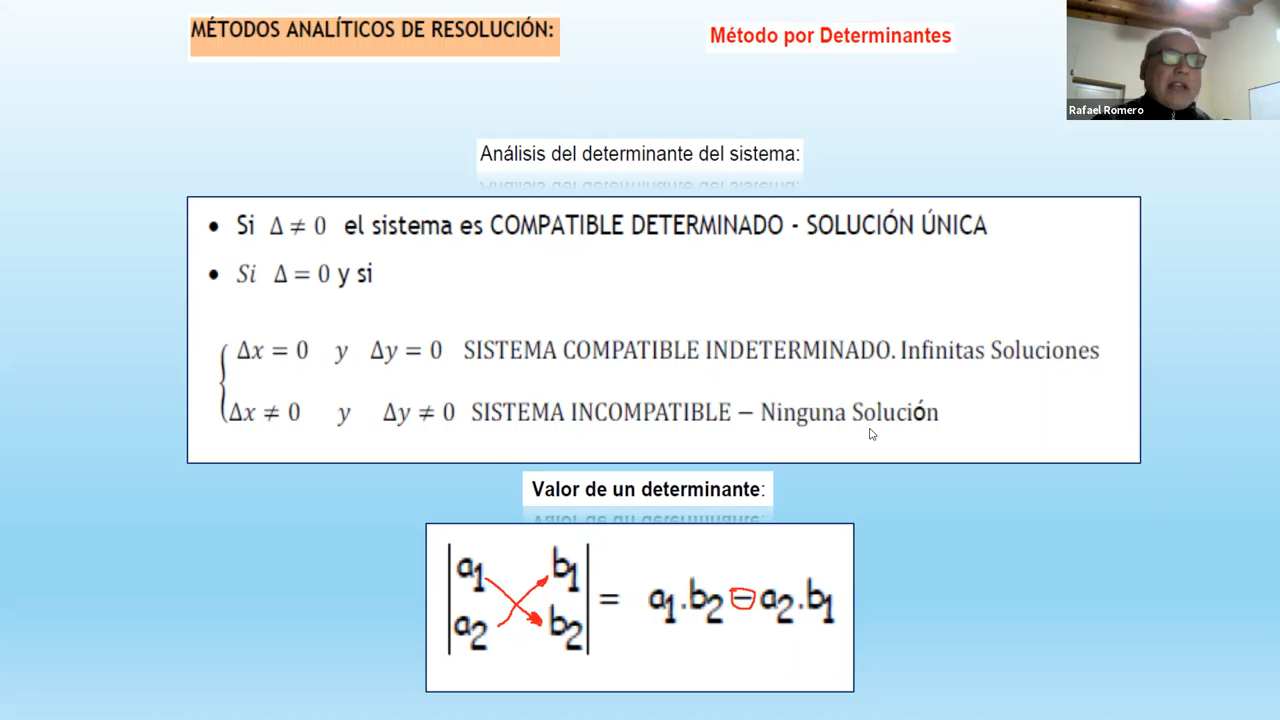 MÉTODOS ANALÍTICOS DE RESOLUCIÓN:
Método por Determinantes
Rafael Romero
Análisis del determinante del sistema:
• Si Δ ≠ 0 el sistema es COMPATIBLE DETERMINADO - SOLUCIÓN ÚNICA
• Si Δ = 0 y si
Δx = 0 y Δy = 0 SISTEMA COMPATIBLE INDETERMINADO. Infinitas Soluciones
Δx ≠ 0 y Δy ≠ 0 SISTEMA INCOMPATIBLE − Ninguna Solución
Valor de un determinante:
|a₁ b₁|
|a₂ b₂| = a₁.b₂ − a₂.b₁